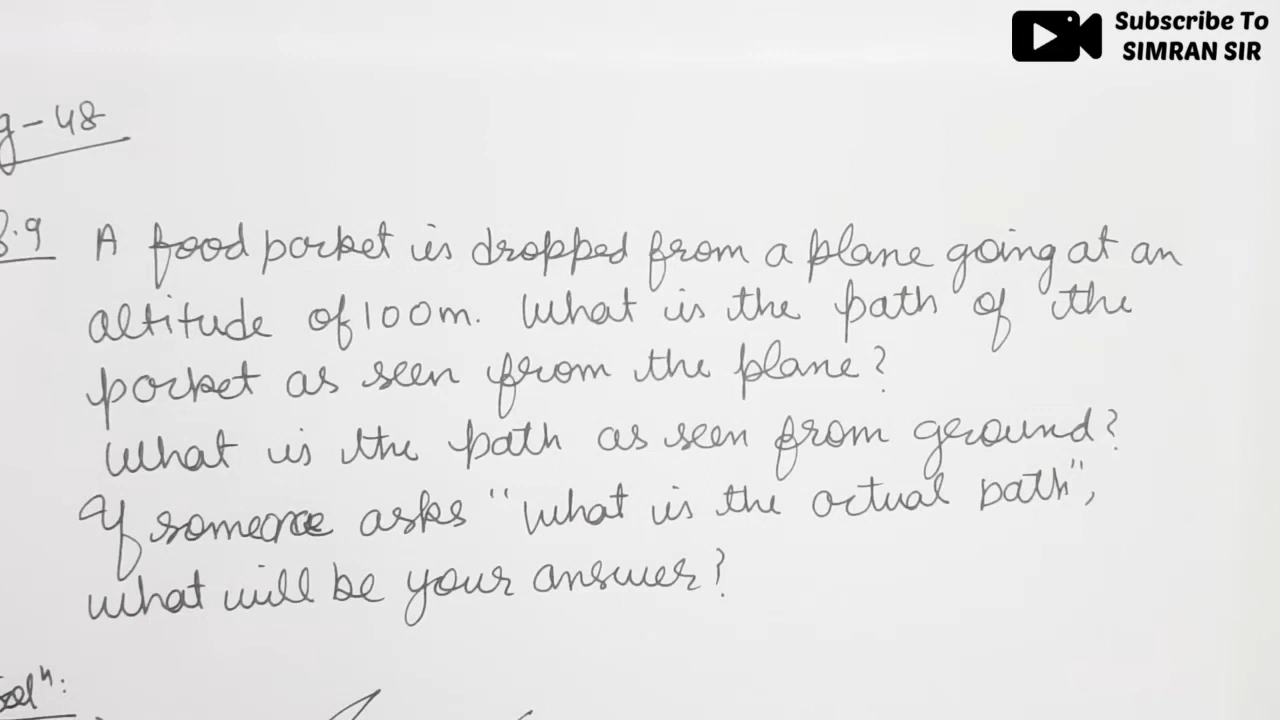 Subscribe To
SIMRAN SIR
g-48
3.9 A food pocket is dropped from a plane going at an
altitude of 100m. What is the path of the
pocket as seen from the plane?
What is the path as seen from ground?
If someone asks "What is the actual path",
what will be your answer?
Solⁿ: